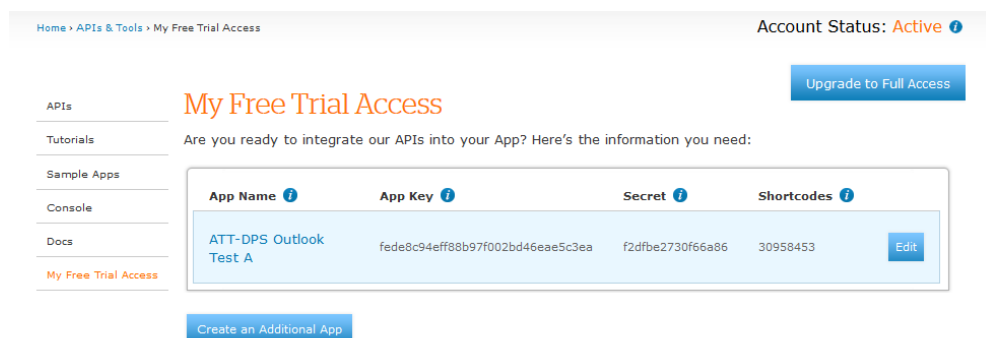 Home › APIs & Tools › My Free Trial Access
Account Status: Active
Upgrade to Full Access
APIs
Tutorials
Sample Apps
Console
Docs
My Free Trial Access
My Free Trial Access
Are you ready to integrate our APIs into your App? Here's the information you need:
App Name App Key Secret Shortcodes
ATT-DPS Outlook
Test A
fede8c94eff88b97f002bd46eae5c3ea f2dfbe2730f66a86 30958453 Edit
Create an Additional App